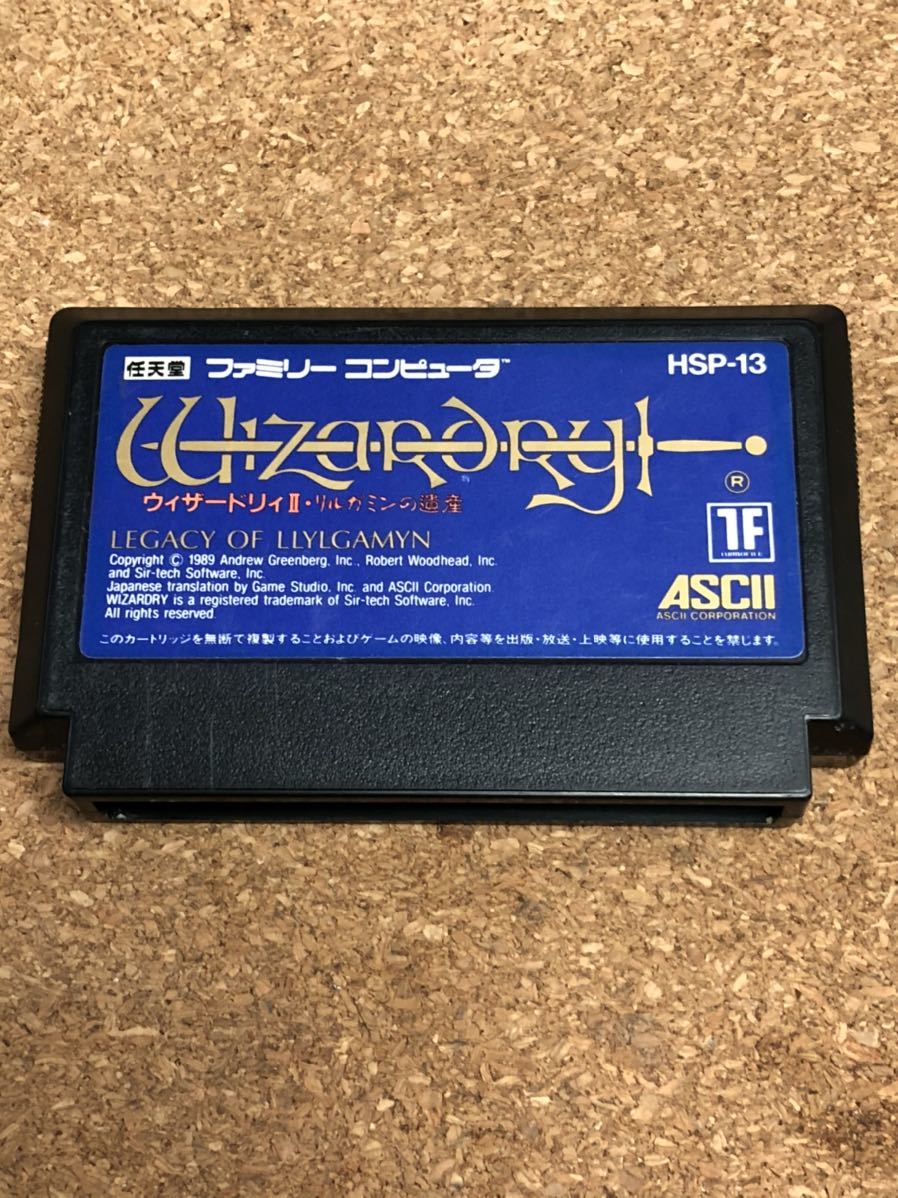 任天堂 ファミリー コンピュータ™ HSP-13
Wizardry
®
ウィザードリィII・リルガミンの遺産
LEGACY OF LLYLGAMYN
Copyright © 1989 Andrew Greenberg, Inc., Robert Woodhead, Inc.
and Sir-tech Software, Inc.
Japanese translation by Game Studio, Inc. and ASCII Corporation
WIZARDRY is a registered trademark of Sir-tech Software, Inc.
All rights reserved.
TF
ASCII
ASCII CORPORATION
このカートリッジを無断で複製することおよびゲームの映像、内容等を出版・放送・上映等に使用することを禁じます。